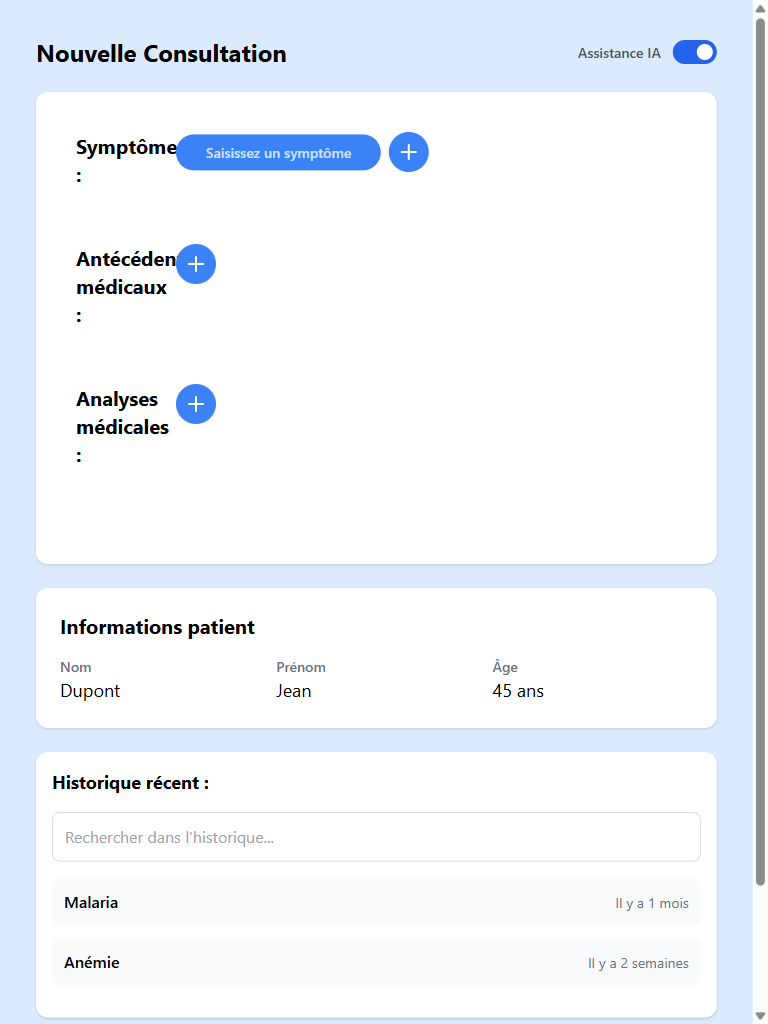 Nouvelle Consultation
Assistance IA
Symptôme
:
Saisissez un symptôme
Antécéden
médicaux
:
Analyses
médicales
:
Informations patient
Nom
Prénom
Âge
Dupont
Jean
45 ans
Historique récent :
Rechercher dans l'historique...
Malaria
Il y a 1 mois
Anémie
Il y a 2 semaines